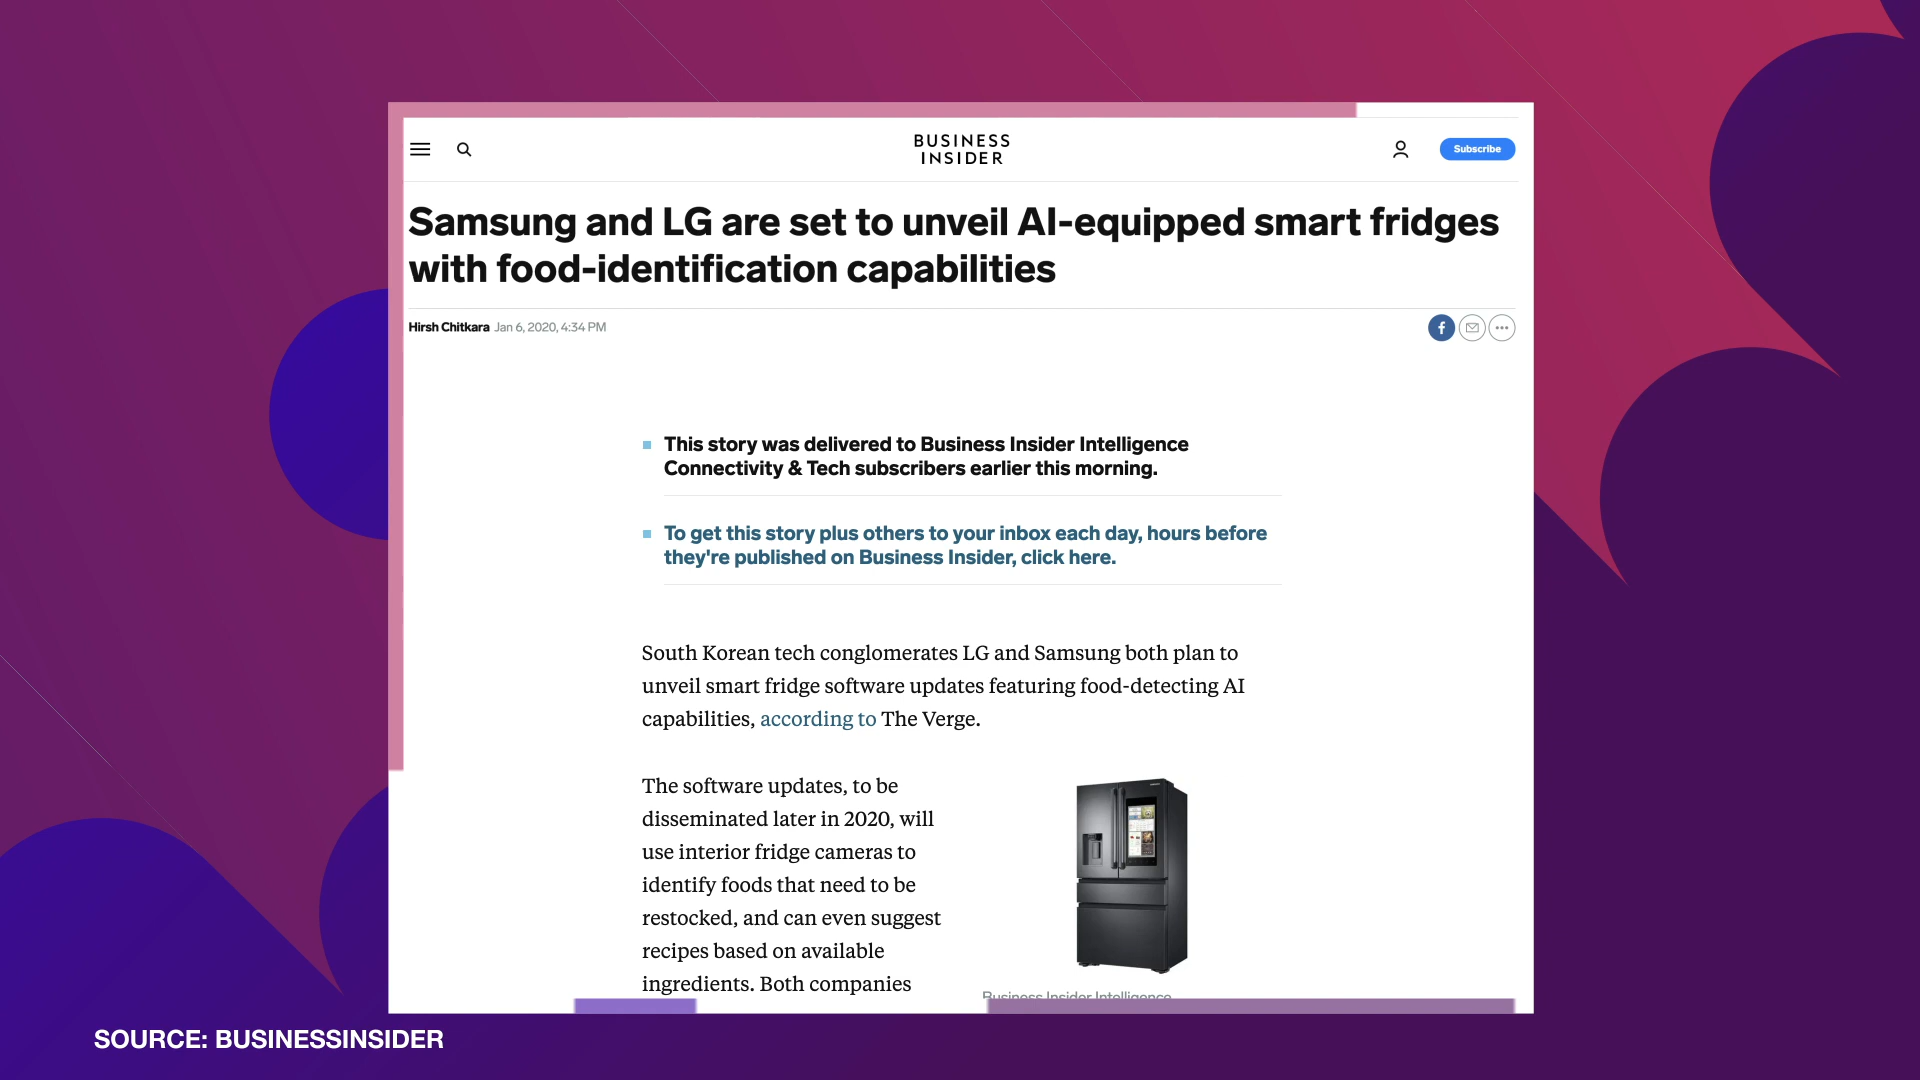 BUSINESS
INSIDER
Subscribe
Samsung and LG are set to unveil AI-equipped smart fridges
with food-identification capabilities
Hirsh Chitkara Jan 6, 2020, 4:34 PM
This story was delivered to Business Insider Intelligence
Connectivity & Tech subscribers earlier this morning.
To get this story plus others to your inbox each day, hours before
they're published on Business Insider, click here.
South Korean tech conglomerates LG and Samsung both plan to
unveil smart fridge software updates featuring food-detecting AI
capabilities, according to The Verge.
The software updates, to be
disseminated later in 2020, will
use interior fridge cameras to
identify foods that need to be
restocked, and can even suggest
recipes based on available
ingredients. Both companies
Business Insider Intelligence
SOURCE: BUSINESSINSIDER